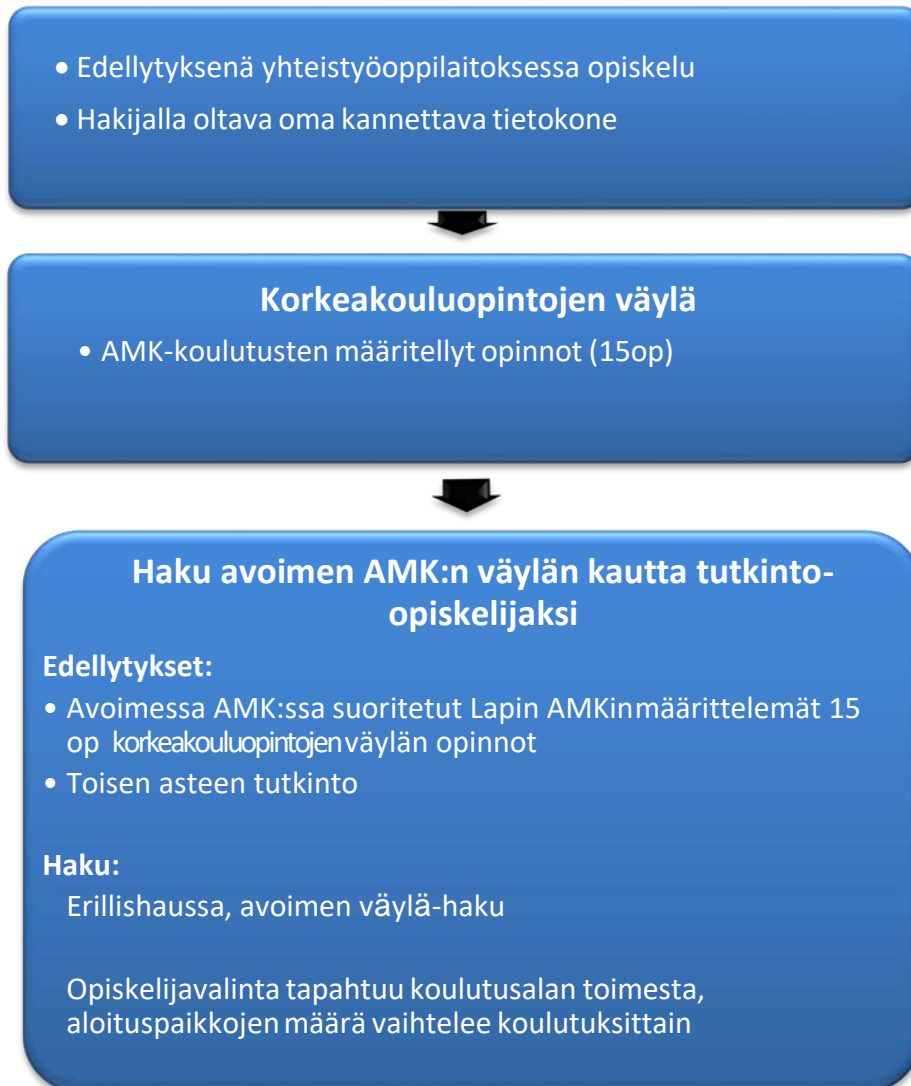 • Edellytyksenä yhteistyöoppilaitoksessa opiskelu
• Hakijalla oltava oma kannettava tietokone
Korkeakouluopintojen väylä
• AMK-koulutusten määritellyt opinnot (15op)
Haku avoimen AMK:n väylän kautta tutkinto-
opiskelijaksi
Edellytykset:
• Avoimessa AMK:ssa suoritetut Lapin AMKinmäärittelemät 15
op korkeakouluopintojenväylän opinnot
• Toisen asteen tutkinto
Haku:
Erillishaussa, avoimen väylä-haku
Opiskelijavalinta tapahtuu koulutusalan toimesta,
aloituspaikkojen määrä vaihtelee koulutuksittain